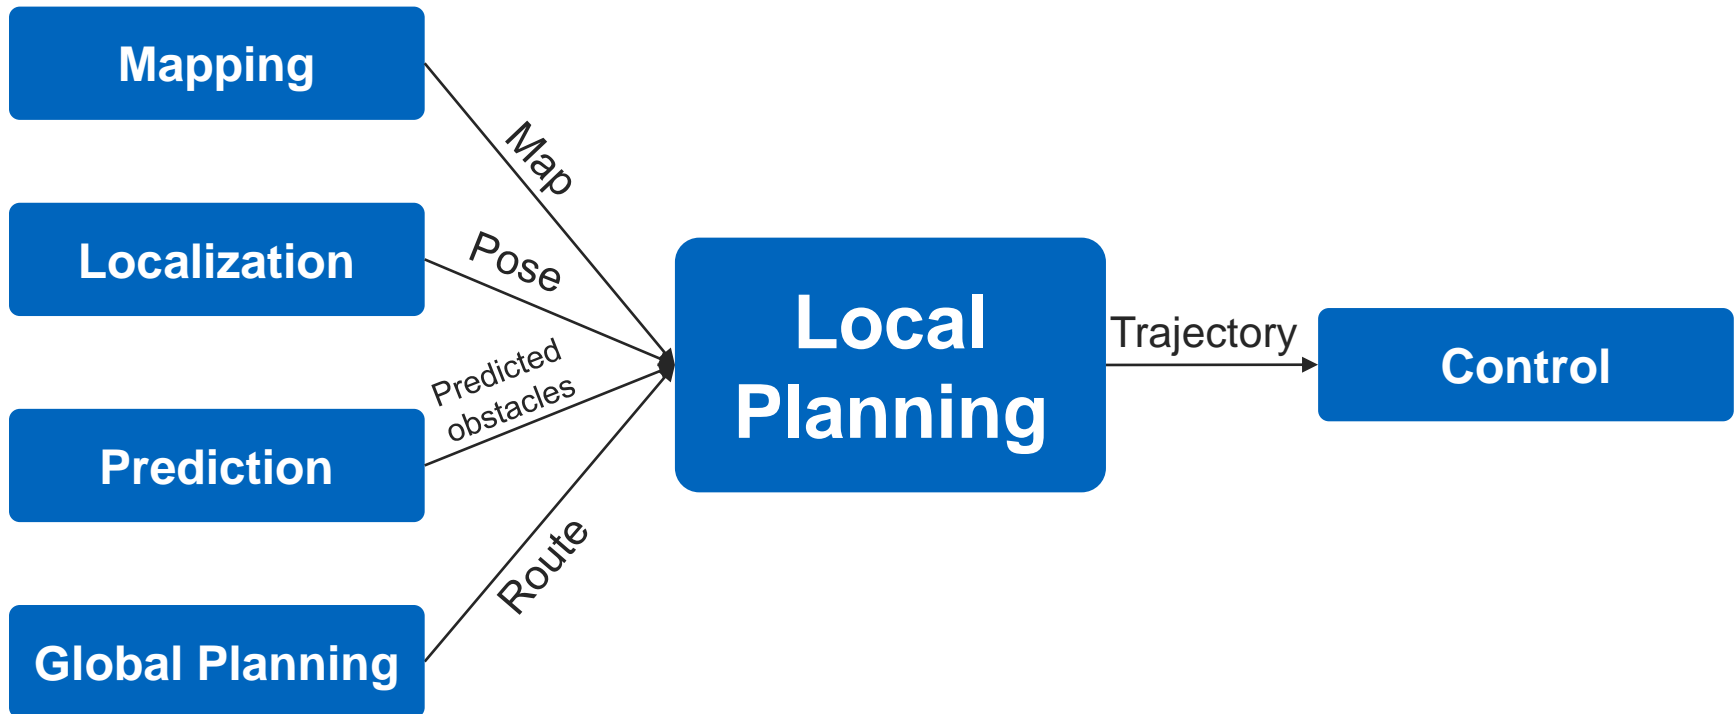 Mapping
Map
Localization
Pose
Predicted
obstacles
Prediction
Route
Global Planning
Local
Planning
Trajectory
Control